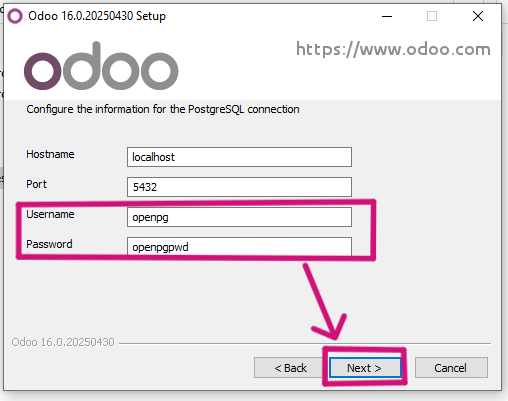 Odoo 16.0.20250430 Setup
odoo
https://www.odoo.com
Configure the information for the PostgreSQL connection
Hostname
localhost
Port
5432
Username
openpg
Password
openpgpwd
Odoo 16.0.20250430
< Back
Next >
Cancel